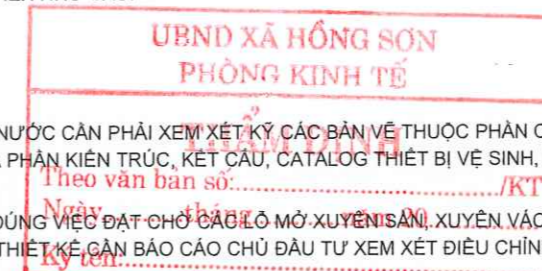 UBND XÃ HỒNG SƠN
PHÒNG KINH TẾ
THẨM ĐỊNH
NƯỚC CẦN PHẢI XEM XÉT KỸ CÁC BẢN VẼ THUỘC PHẦN
PHẦN KIẾN TRÚC, KẾT CẤU, CATALOG THIẾT BỊ VỆ SINH,
Theo văn bản số:........................./KT
ĐÚNG VIỆC ĐẶT CHỜ CÁC LỖ MỞ XUYÊN SÀN, XUYÊN VÁC
Ngày........tháng........năm 20
THIẾT KẾ CẦN BÁO CÁO CHỦ ĐẦU TƯ XEM XÉT ĐIỀU CHỈN
Ký tên: